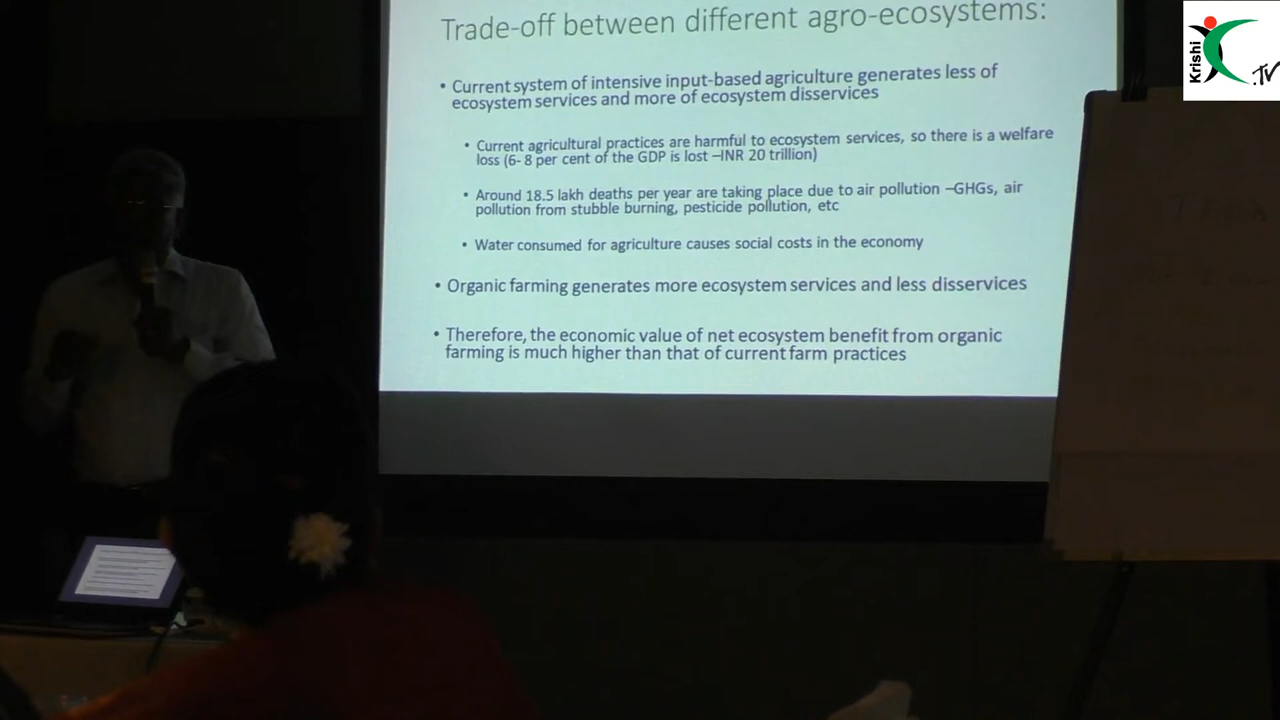 Trade-off between different agro-ecosystems:
• Current system of intensive input-based agriculture generates less of
ecosystem services and more of ecosystem disservices
• Current agricultural practices are harmful to ecosystem services, so there is a welfare
loss (6- 8 per cent of the GDP is lost –INR 20 trillion)
• Around 18.5 lakh deaths per year are taking place due to air pollution –GHGs, air
pollution from stubble burning, pesticide pollution, etc
• Water consumed for agriculture causes social costs in the economy
• Organic farming generates more ecosystem services and less disservices
• Therefore, the economic value of net ecosystem benefit from organic
farming is much higher than that of current farm practices
Krishi
.TV